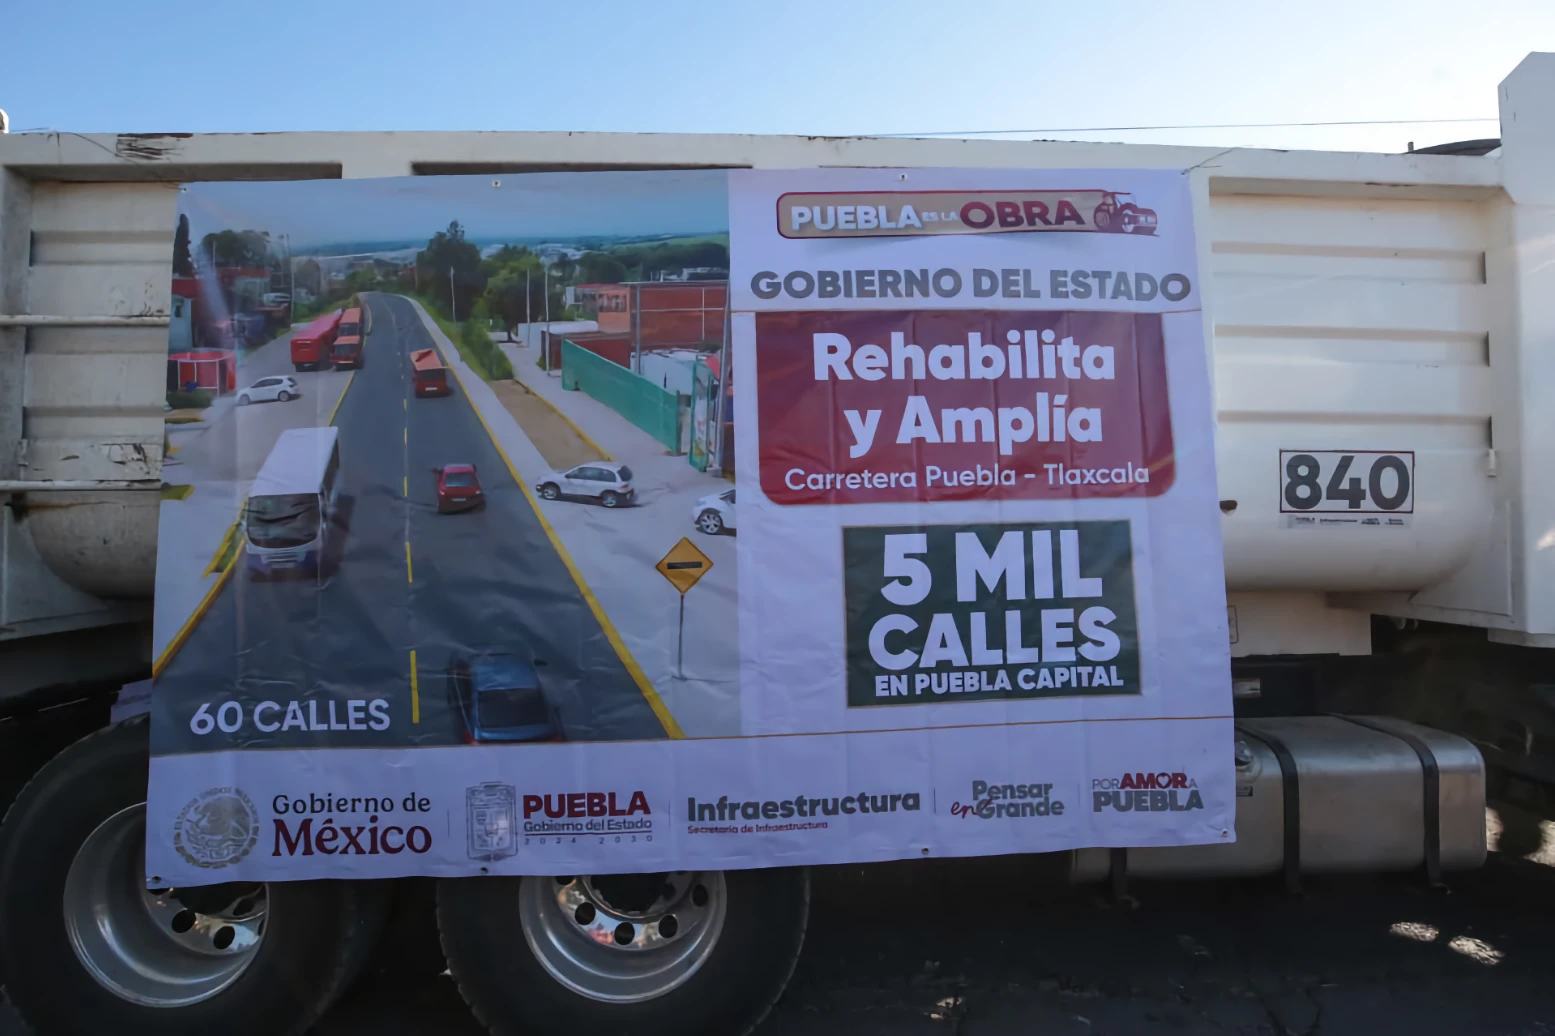 PUEBLA ES LA OBRA
GOBIERNO DEL ESTADO
Rehabilita
y Amplía
Carretera Puebla - Tlaxcala
5 MIL
CALLES
EN PUEBLA CAPITAL
840
60 CALLES
Gobierno de
México
PUEBLA
Gobierno del Estado
2024 2030
Infraestructura
Secretaría de Infraestructura
Pensar
enGrande
POR AMOR A
PUEBLA